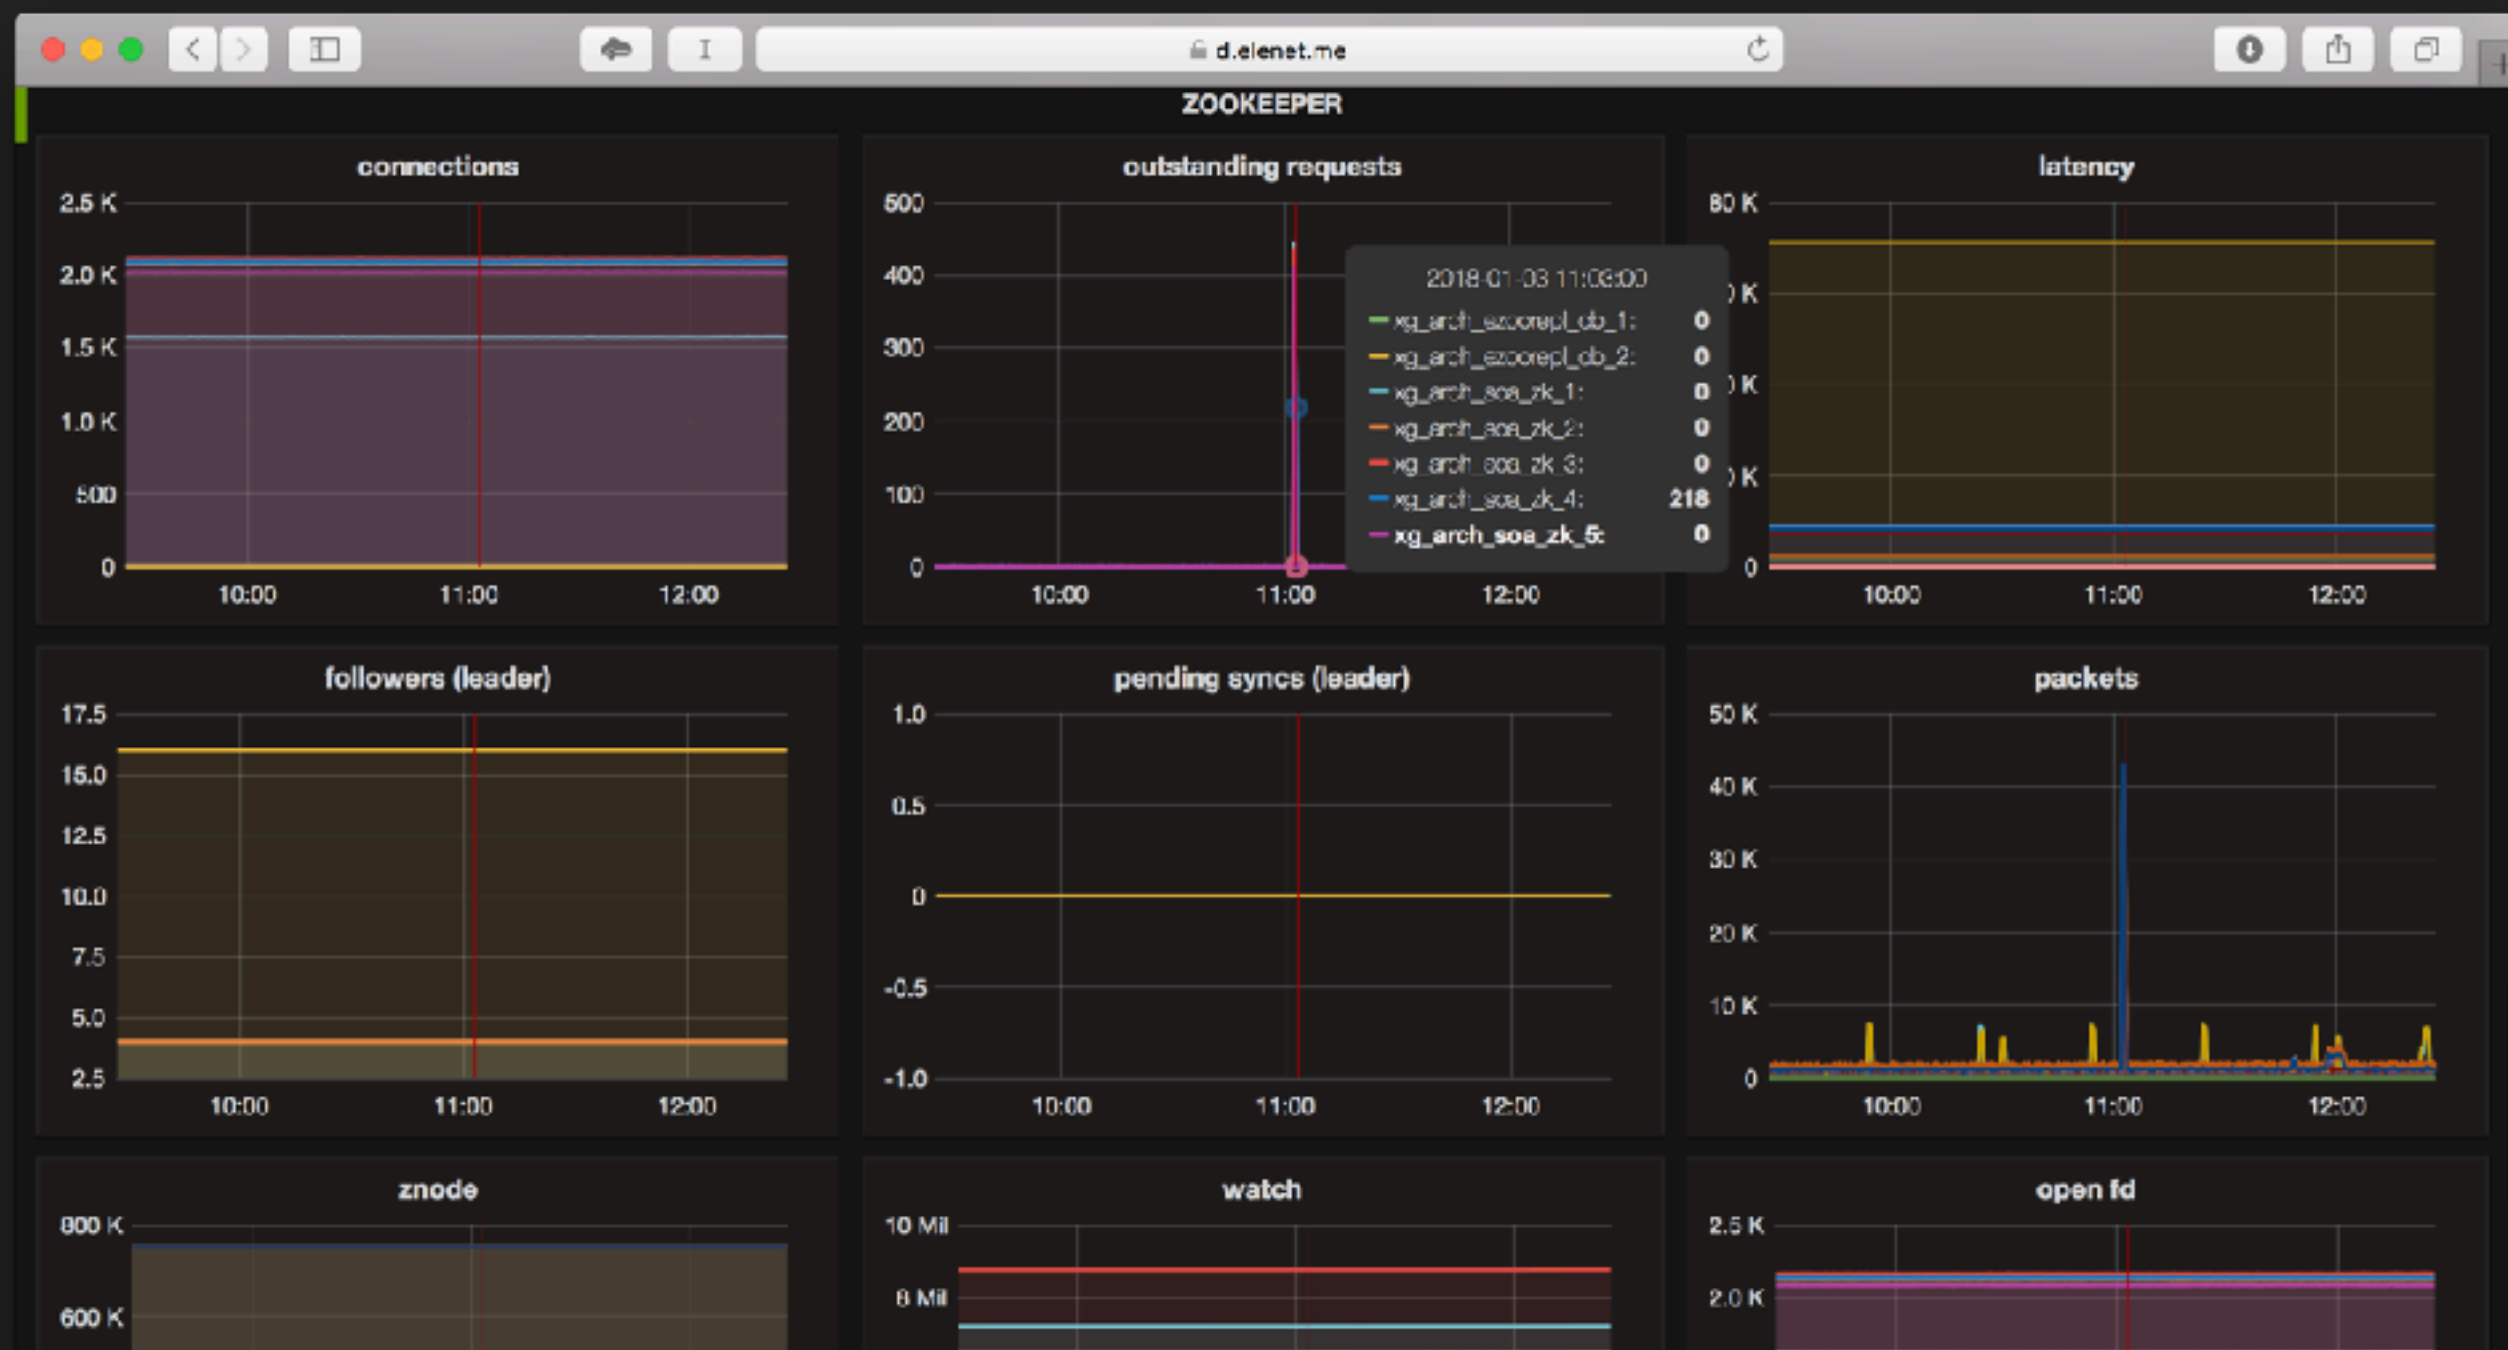 d.elenet.me
ZOOKEEPER
connections
2.5 K
2.0 K
1.5 K
1.0 K
500
0
10:00 11:00 12:00
outstanding requests
500
400
300
200
100
0
10:00 11:00 12:00
2018-01-03 11:03:00
xg_arch_ezoorepl_ob_1: 0
xg_arch_ezoorepl_ob_2: 0
xg_arch_soa_zk_1: 0
xg_arch_soa_zk_2: 0
xg_arch_soa_zk_3: 0
xg_arch_soa_zk_4: 218
xg_arch_soa_zk_5: 0
latency
80 K
0 K
0 K
0 K
0
10:00 11:00 12:00
followers (leader)
17.5
15.0
12.5
10.0
7.5
5.0
2.5
10:00 11:00 12:00
pending syncs (leader)
1.0
0.5
0
-0.5
-1.0
10:00 11:00 12:00
packets
50 K
40 K
30 K
20 K
10 K
0
10:00 11:00 12:00
znode
800 K
600 K
watch
10 Mil
8 Mil
open fd
2.5 K
2.0 K